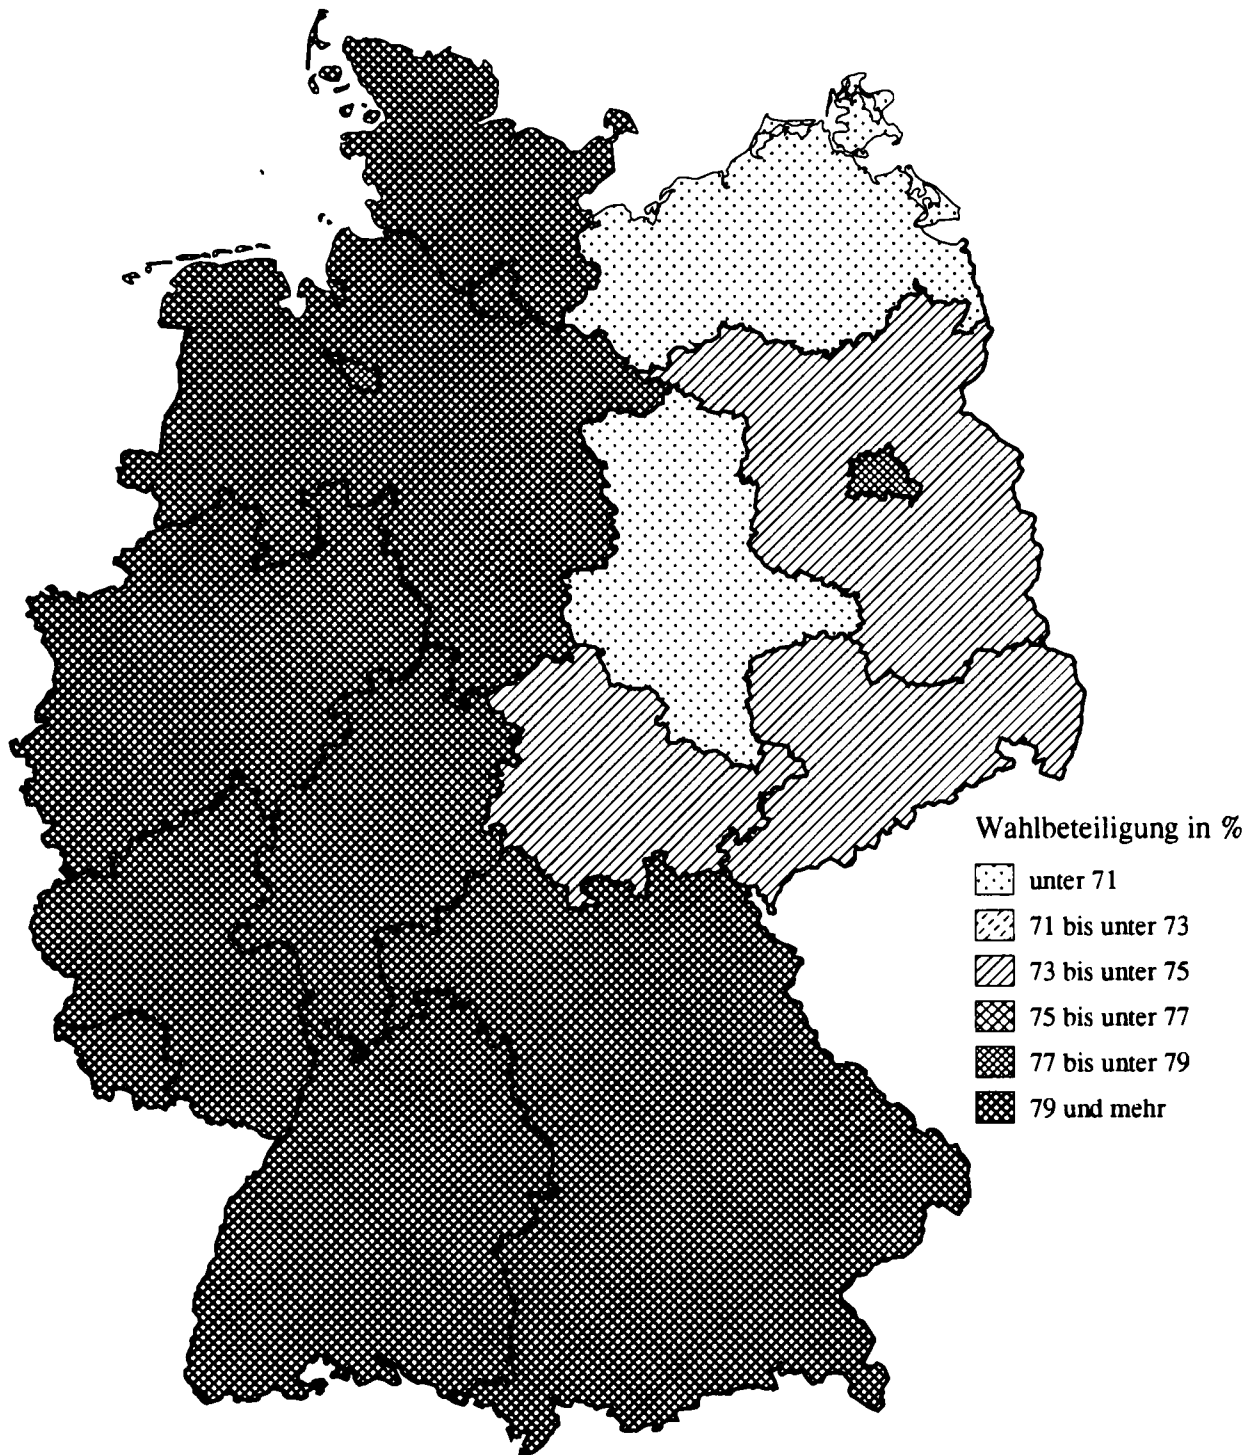 Wahlbeteiligung in %
unter 71
71 bis unter 73
73 bis unter 75
75 bis unter 77
77 bis unter 79
79 und mehr